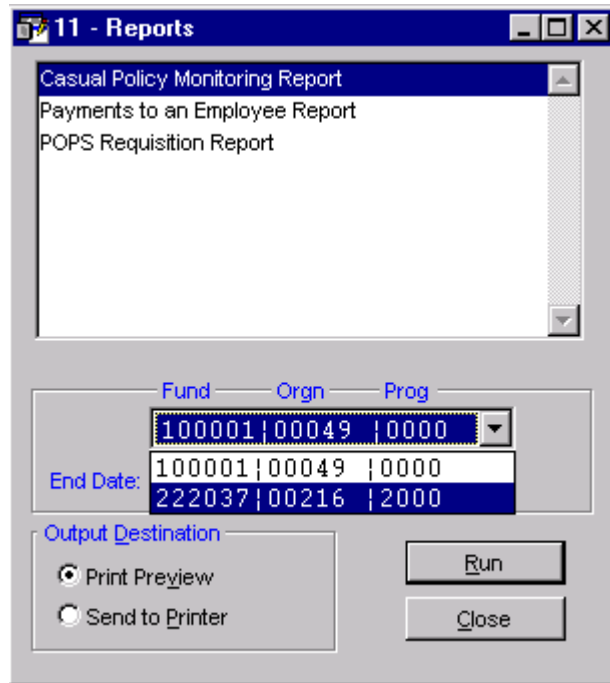 11 - Reports
Casual Policy Monitoring Report
Payments to an Employee Report
POPS Requisition Report
Fund Orgn Prog
100001¦00049 ¦0000
100001¦00049 ¦0000
End Date:
222037¦00216 ¦2000
Output Destination
Print Preview
Send to Printer
Run
Close